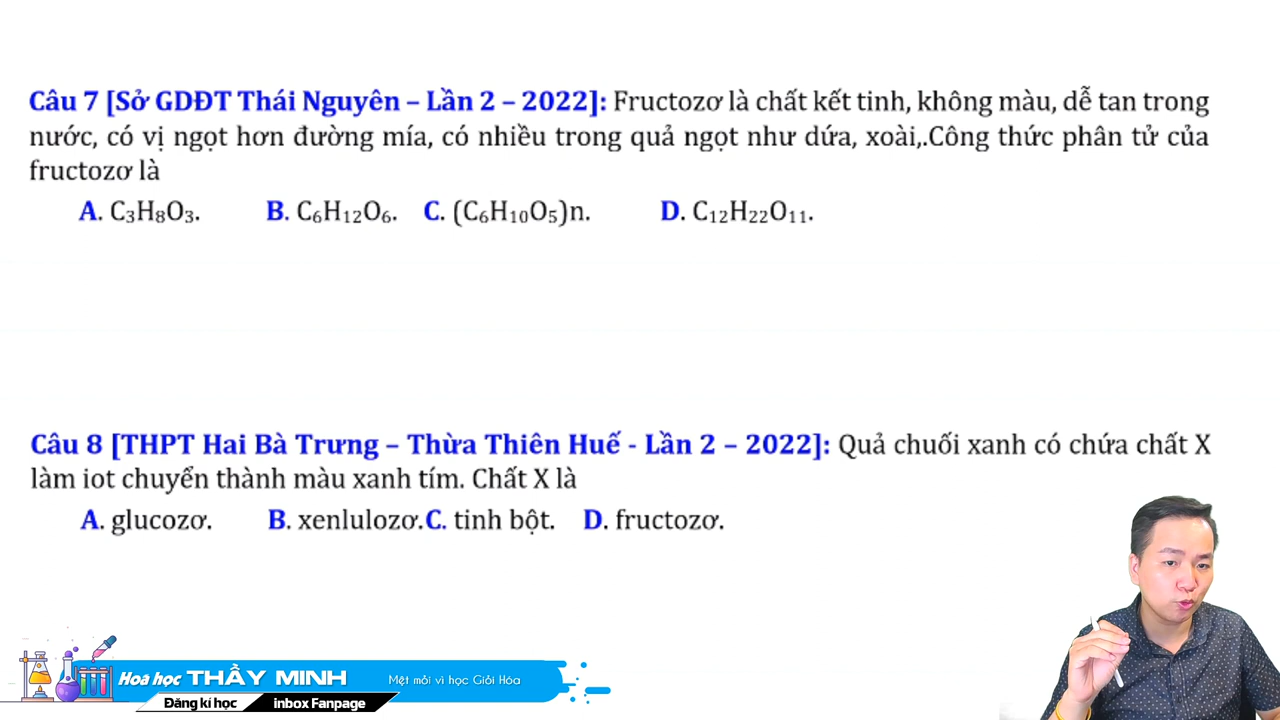 Câu 7 [Sở GDĐT Thái Nguyên – Lần 2 – 2022]: Fructozơ là chất kết tinh, không màu, dễ tan trong
nước, có vị ngọt hơn đường mía, có nhiều trong quả ngọt như dứa, xoài,.Công thức phân tử của
fructozơ là
A. C₃H₈O₃. B. C₆H₁₂O₆. C. (C₆H₁₀O₅)n. D. C₁₂H₂₂O₁₁.
Câu 8 [THPT Hai Bà Trưng – Thừa Thiên Huế - Lần 2 – 2022]: Quả chuối xanh có chứa chất X
làm iot chuyển thành màu xanh tím. Chất X là
A. glucozơ. B. xenlulozơ.C. tinh bột. D. fructozơ.
Hoá học THẦY MINH Mệt mỏi vì học Giỏi Hóa
Đăng kí học inbox Fanpage